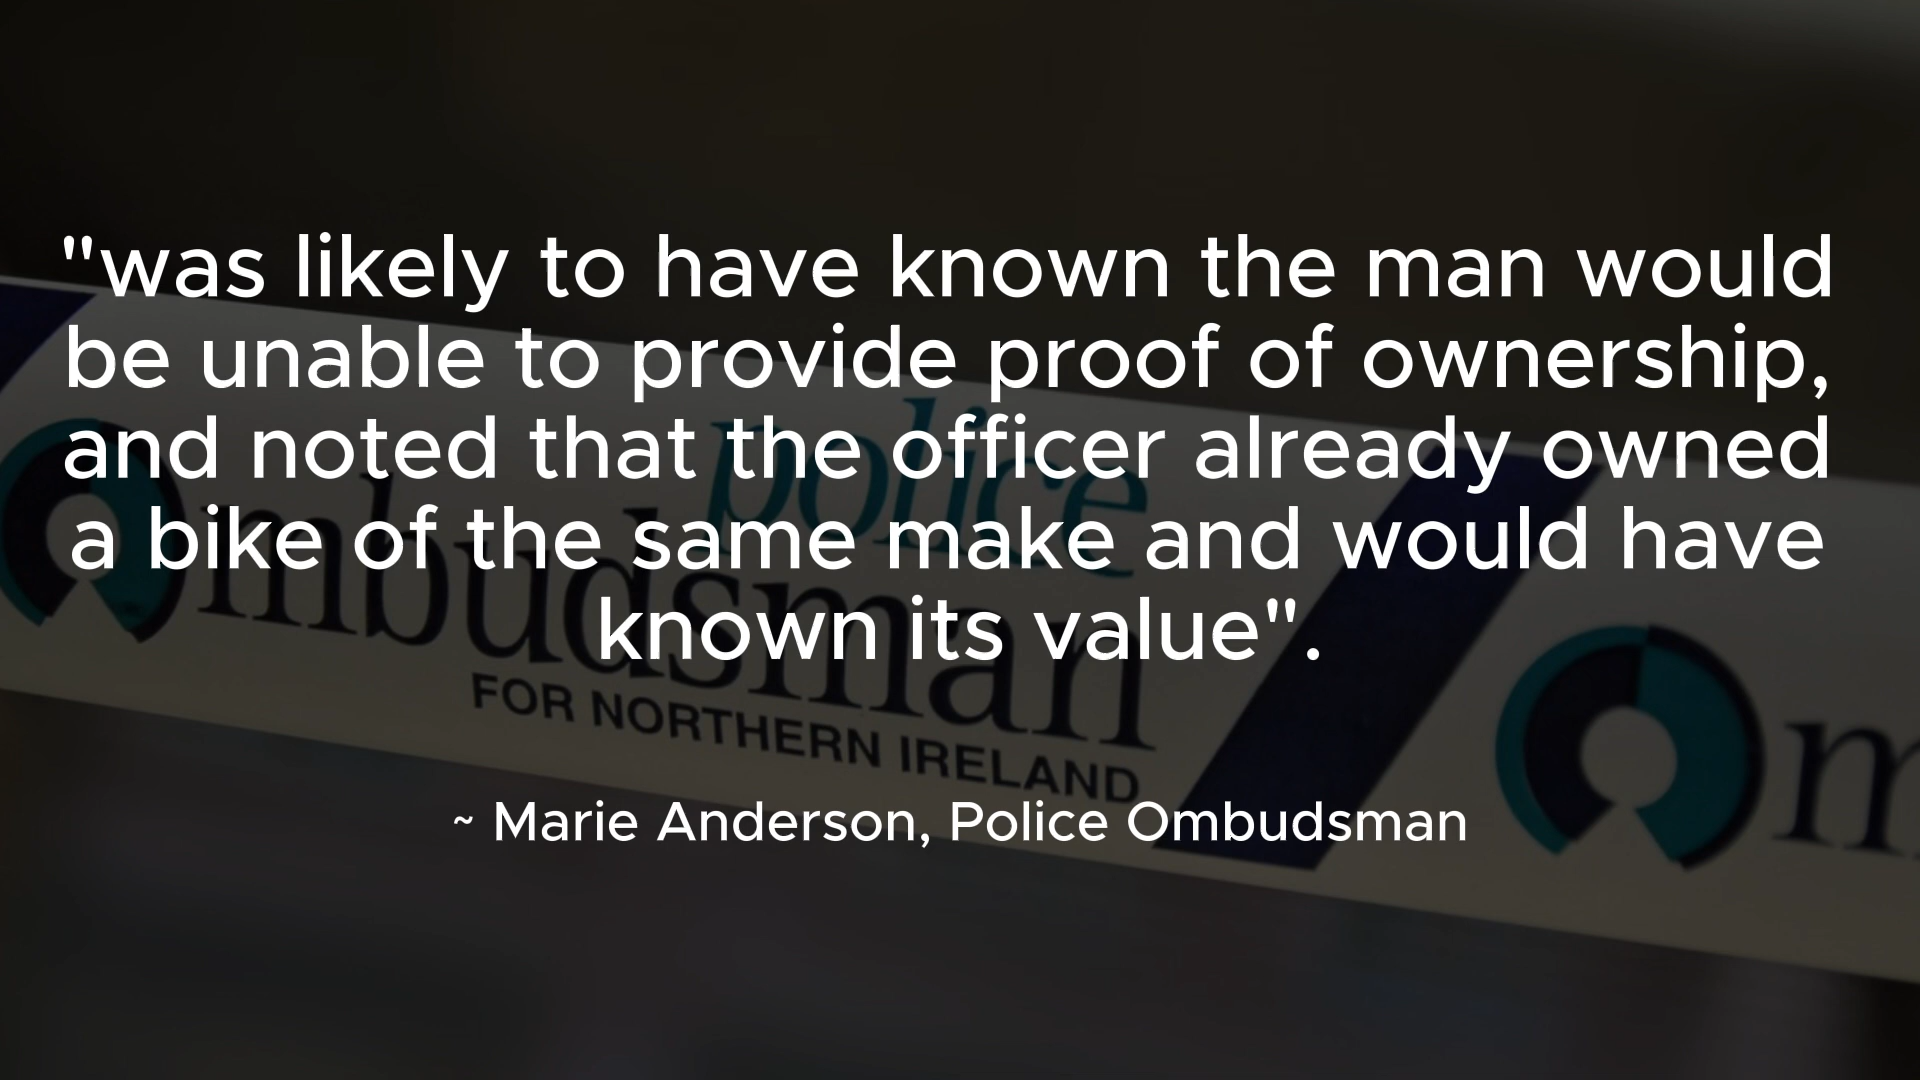 "was likely to have known the man would
be unable to provide proof of ownership,
and noted that the officer already owned
a bike of the same make and would have
known its value".
police
mbudsman
FOR NORTHERN IRELAND
m
~ Marie Anderson, Police Ombudsman